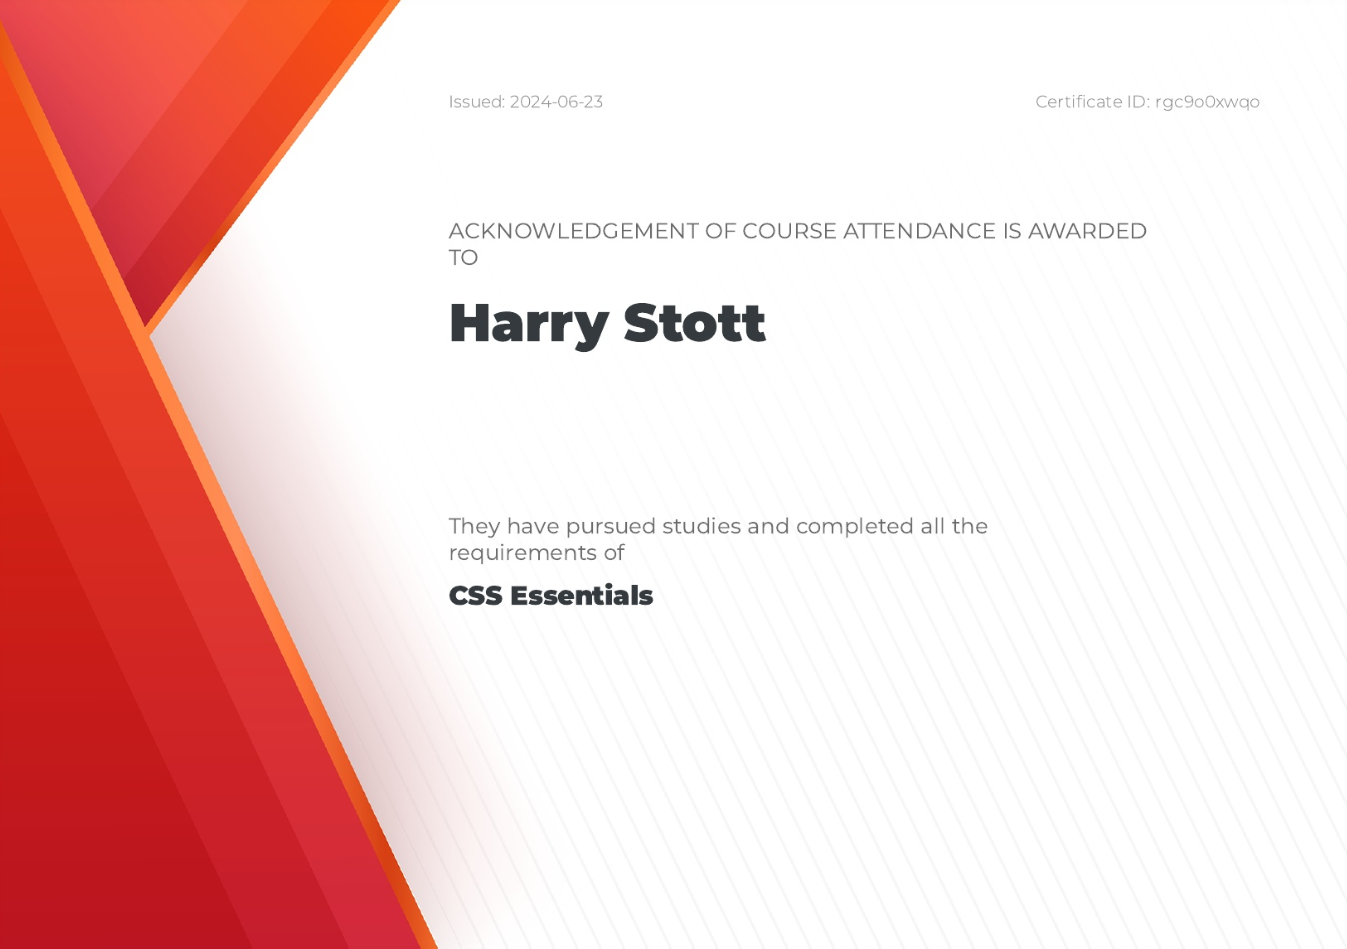 Issued: 2024-06-23
Certificate ID: rgc9o0xwqo
ACKNOWLEDGEMENT OF COURSE ATTENDANCE IS AWARDED
TO
Harry Stott
They have pursued studies and completed all the
requirements of
CSS Essentials